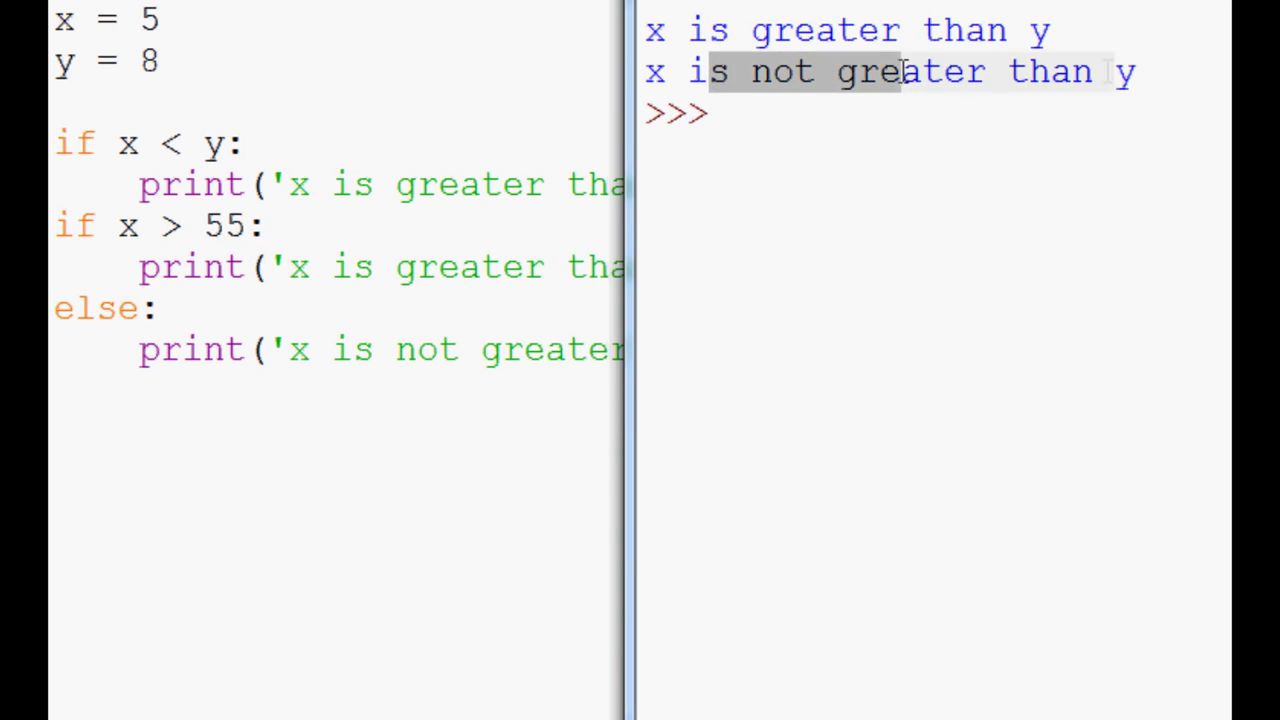 x = 5
y = 8
if x < y:
    print('x is greater tha
if x > 55:
    print('x is greater tha
else:
    print('x is not greater
x is greater than y
x is not greater than y
>>>